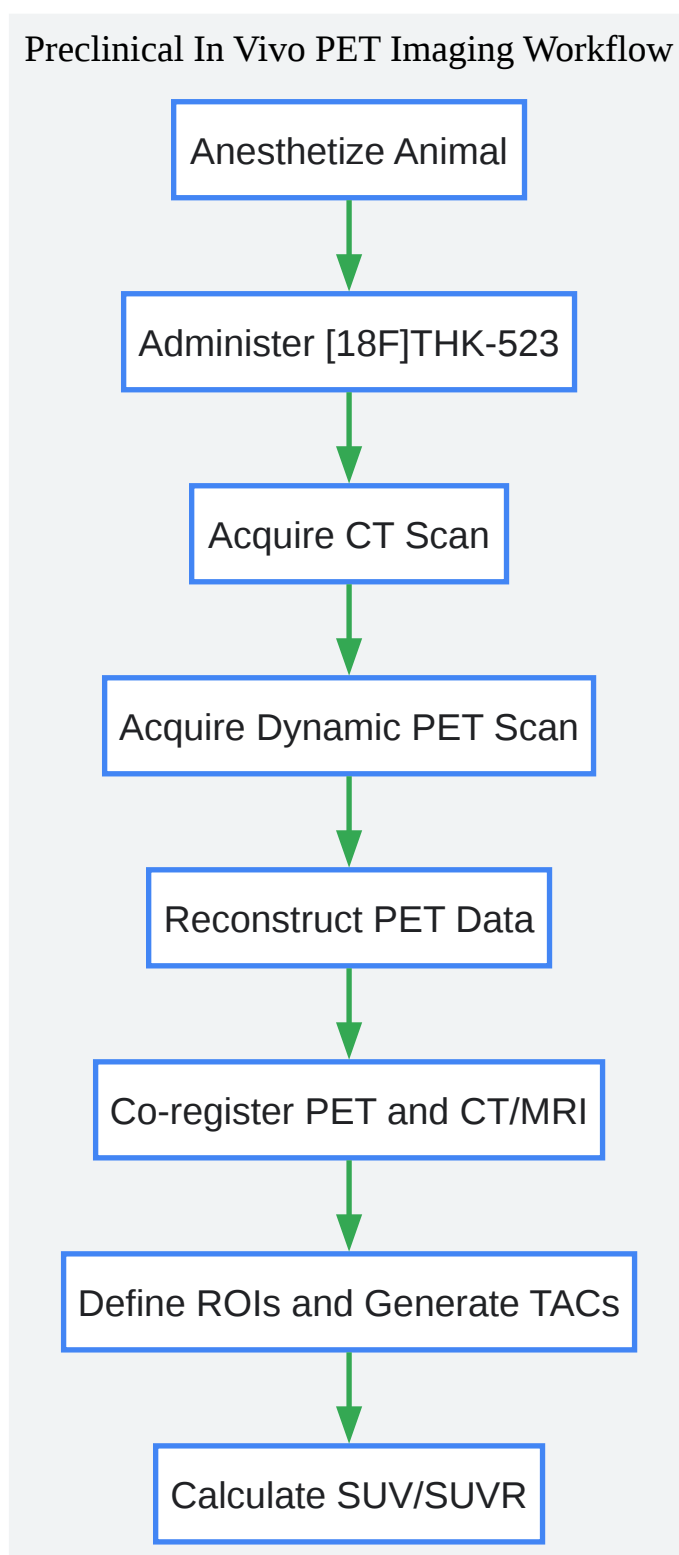 Preclinical In Vivo PET Imaging Workflow
Anesthetize Animal
Administer [18F]THK-523
Acquire CT Scan
Acquire Dynamic PET Scan
Reconstruct PET Data
Co-register PET and CT/MRI
Define ROIs and Generate TACs
Calculate SUV/SUVR